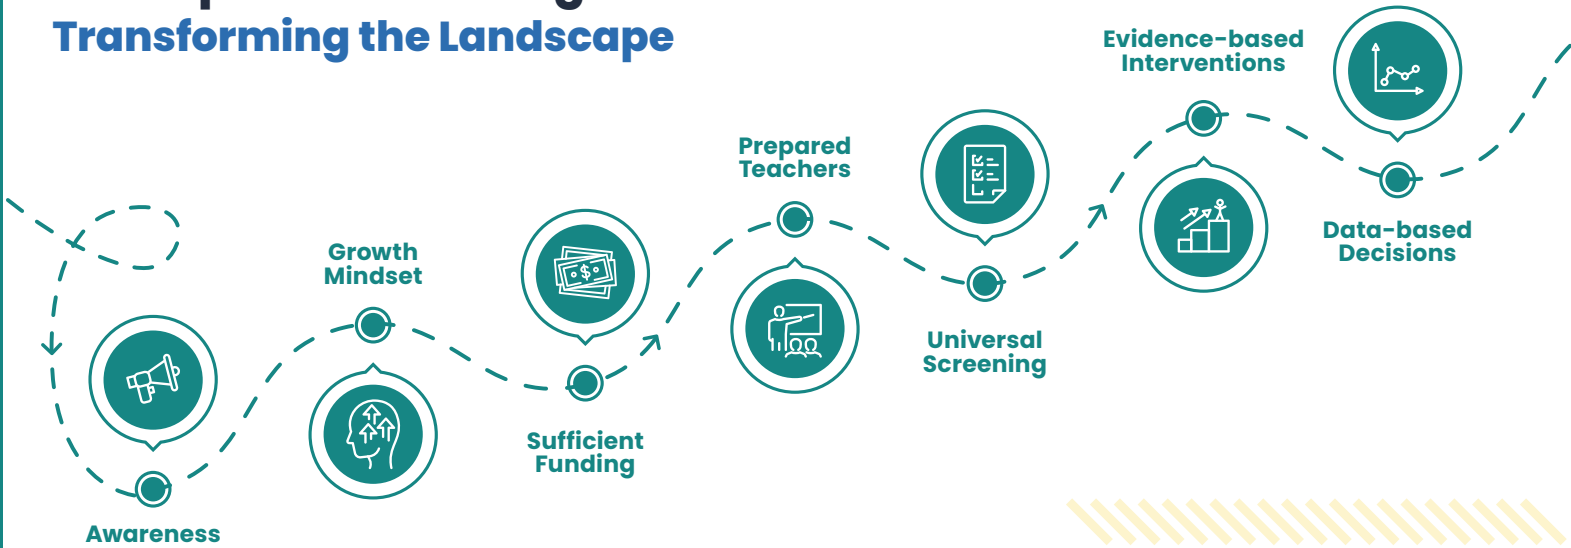 Transforming the Landscape
Evidence-based
Interventions
Prepared
Teachers
Data-based
Decisions
Growth
Mindset
Universal
Screening
Sufficient
Funding
Awareness